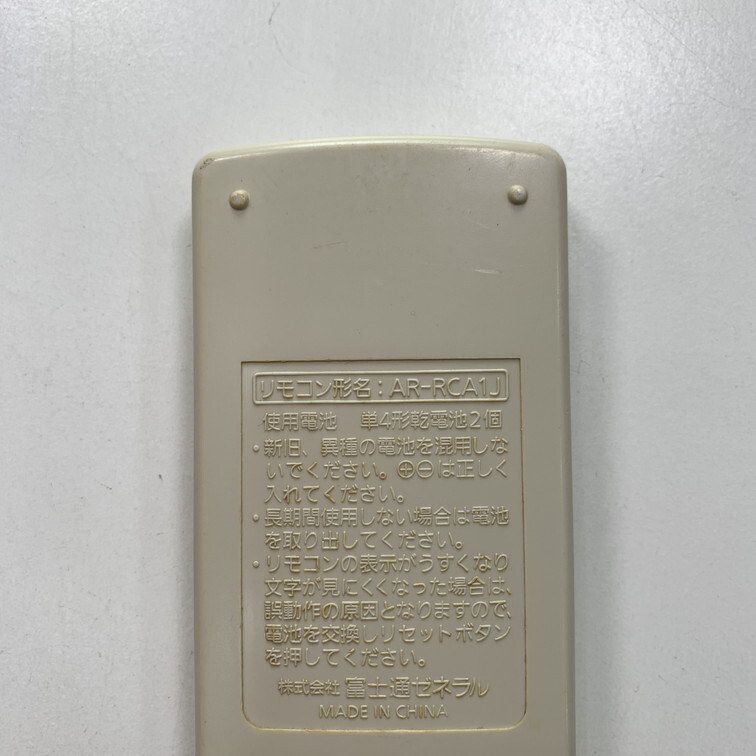 リモコン形名：AR-RCA1J
使用電池　単4形乾電池2個
・新旧、異種の電池を混用しな
いでください。⊕⊖は正しく
入れてください。
・長期間使用しない場合は電池
を取り出してください。
・リモコンの表示がうすくなり
文字が見にくくなった場合は、
誤動作の原因となりますので、
電池を交換しリセットボタン
を押してください。
株式会社 富士通ゼネラル
MADE IN CHINA